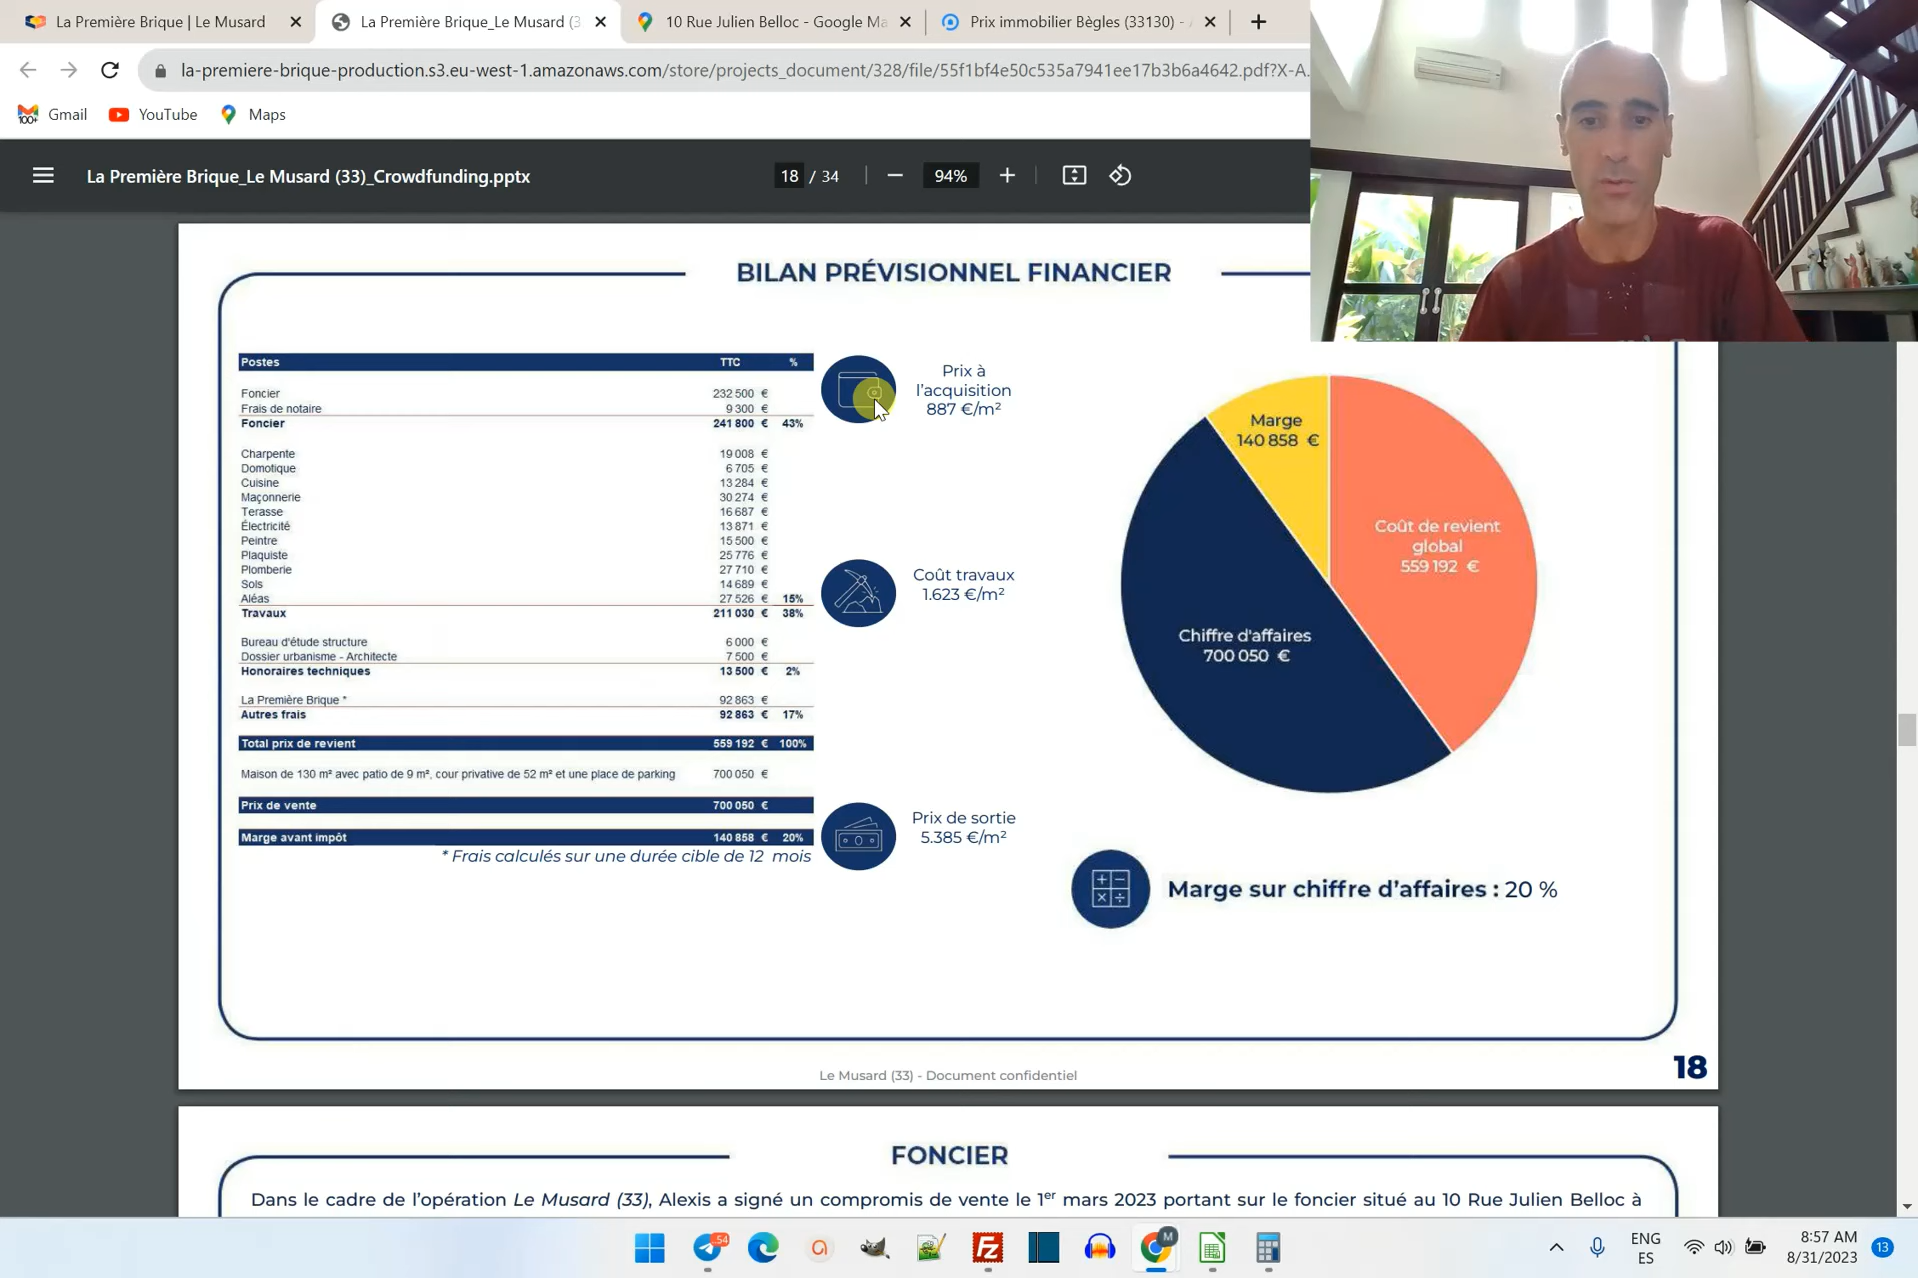 La Première Brique | Le Musard
La Première Brique_Le Musard (3
10 Rue Julien Belloc - Google Ma
Prix immobilier Bègles (33130) -
la-premiere-brique-production.s3.eu-west-1.amazonaws.com/store/projects_document/328/file/55f1bf4e50c535a7941ee17b3b6a4642.pdf?X-A.
Gmail YouTube Maps
La Première Brique_Le Musard (33)_Crowdfunding.pptx
18 / 34
94%
BILAN PRÉVISIONNEL FINANCIER
Postes TTC %
Foncier 232 500 €
Frais de notaire 9 300 €
Foncier 241 800 € 43%
Charpente 19 008 €
Domotique 6 705 €
Cuisine 13 284 €
Maçonnerie 30 274 €
Terasse 16 687 €
Électricité 13 871 €
Peintre 15 500 €
Plaquiste 25 776 €
Plomberie 27 710 €
Sols 14 689 €
Aléas 27 526 € 15%
Travaux 211 030 € 38%
Bureau d'étude structure 6 000 €
Dossier urbanisme - Architecte 7 500 €
Honoraires techniques 13 500 € 2%
La Première Brique * 92 863 €
Autres frais 92 863 € 17%
Total prix de revient 559 192 € 100%
Maison de 130 m² avec patio de 9 m², cour privative de 52 m² et une place de parking 700 050 €
Prix de vente 700 050 €
Marge avant impôt 140 858 € 20%
* Frais calculés sur une durée cible de 12 mois
Prix à
l'acquisition
887 €/m²
Coût travaux
1.623 €/m²
Prix de sortie
5.385 €/m²
Marge
140 858 €
Coût de revient
global
559 192 €
Chiffre d'affaires
700 050 €
Marge sur chiffre d'affaires : 20 %
Le Musard (33) - Document confidentiel
18
FONCIER
Dans le cadre de l'opération Le Musard (33), Alexis a signé un compromis de vente le 1er mars 2023 portant sur le foncier situé au 10 Rue Julien Belloc à
54
M
ENG
ES
8:57 AM
8/31/2023
13